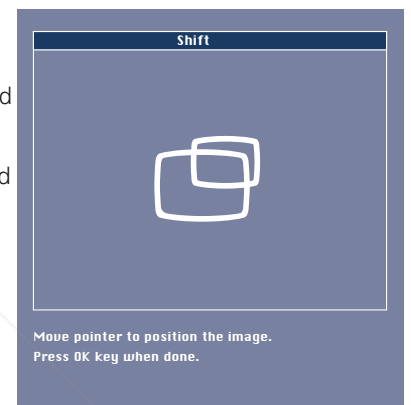 Shift
d
d
Move pointer to position the image.
Press OK key when done.